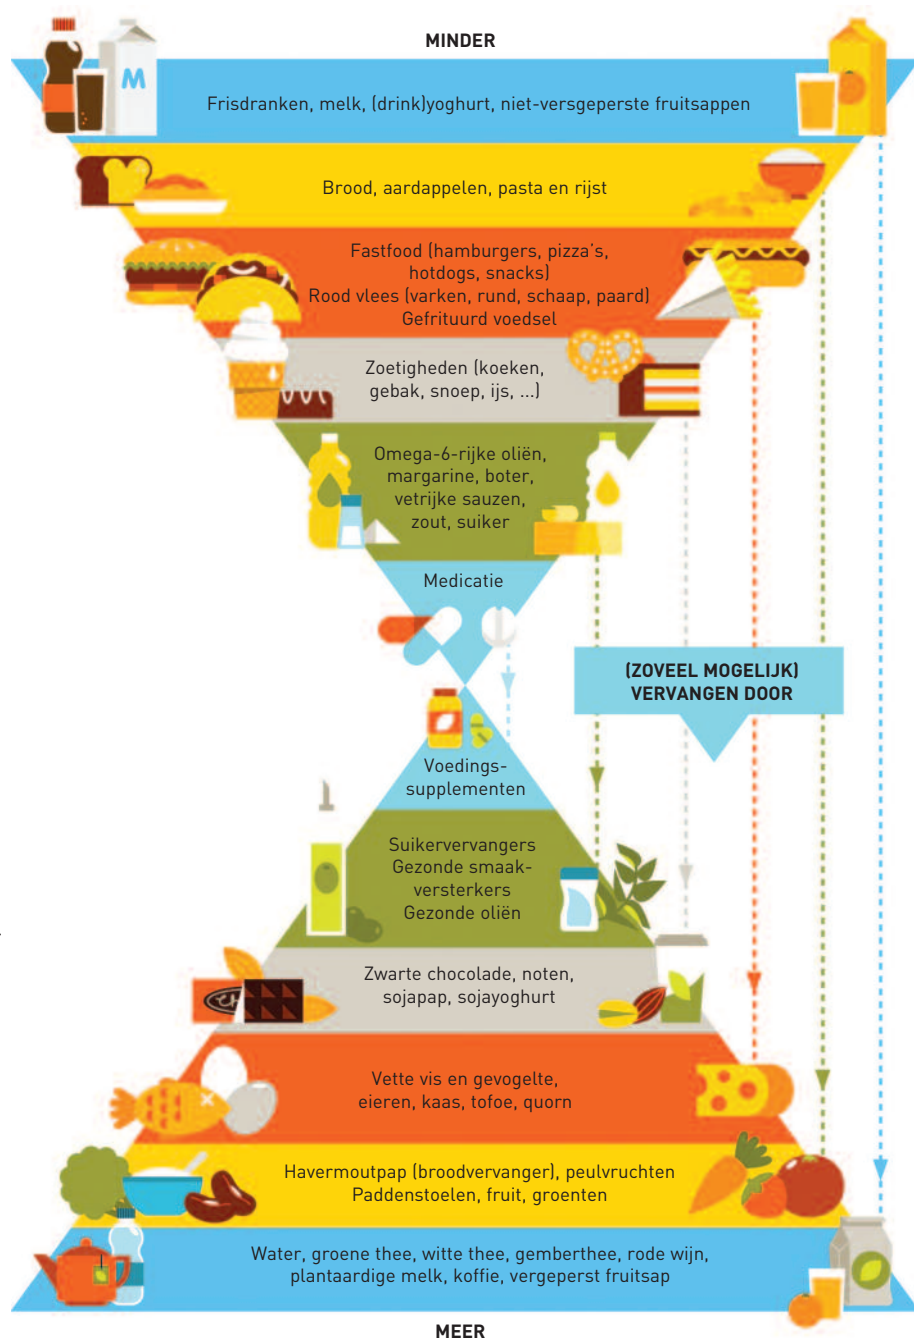 MINDER
M
Frisdranken, melk, (drink)yoghurt, niet-versgeperste fruitsappen
Brood, aardappelen, pasta en rijst
Fastfood (hamburgers, pizza's,
hotdogs, snacks)
Rood vlees (varken, rund, schaap, paard)
Gefrituurd voedsel
Zoetigheden (koeken,
gebak, snoep, ijs, ...)
Omega-6-rijke oliën,
margarine, boter,
vetrijke sauzen,
zout, suiker
Medicatie
(ZOVEEL MOGELIJK)
VERVANGEN DOOR
Voedings-
supplementen
Suikervervangers
Gezonde smaak-
versterkers
Gezonde oliën
Zwarte chocolade, noten,
sojapap, sojayoghurt
Vette vis en gevogelte,
eieren, kaas, tofoe, quorn
Havermoutpap (broodvervanger), peulvruchten
Paddenstoelen, fruit, groenten
Water, groene thee, witte thee, gemberthee, rode wijn,
plantaardige melk, koffie, vergeperst fruitsap
MEER